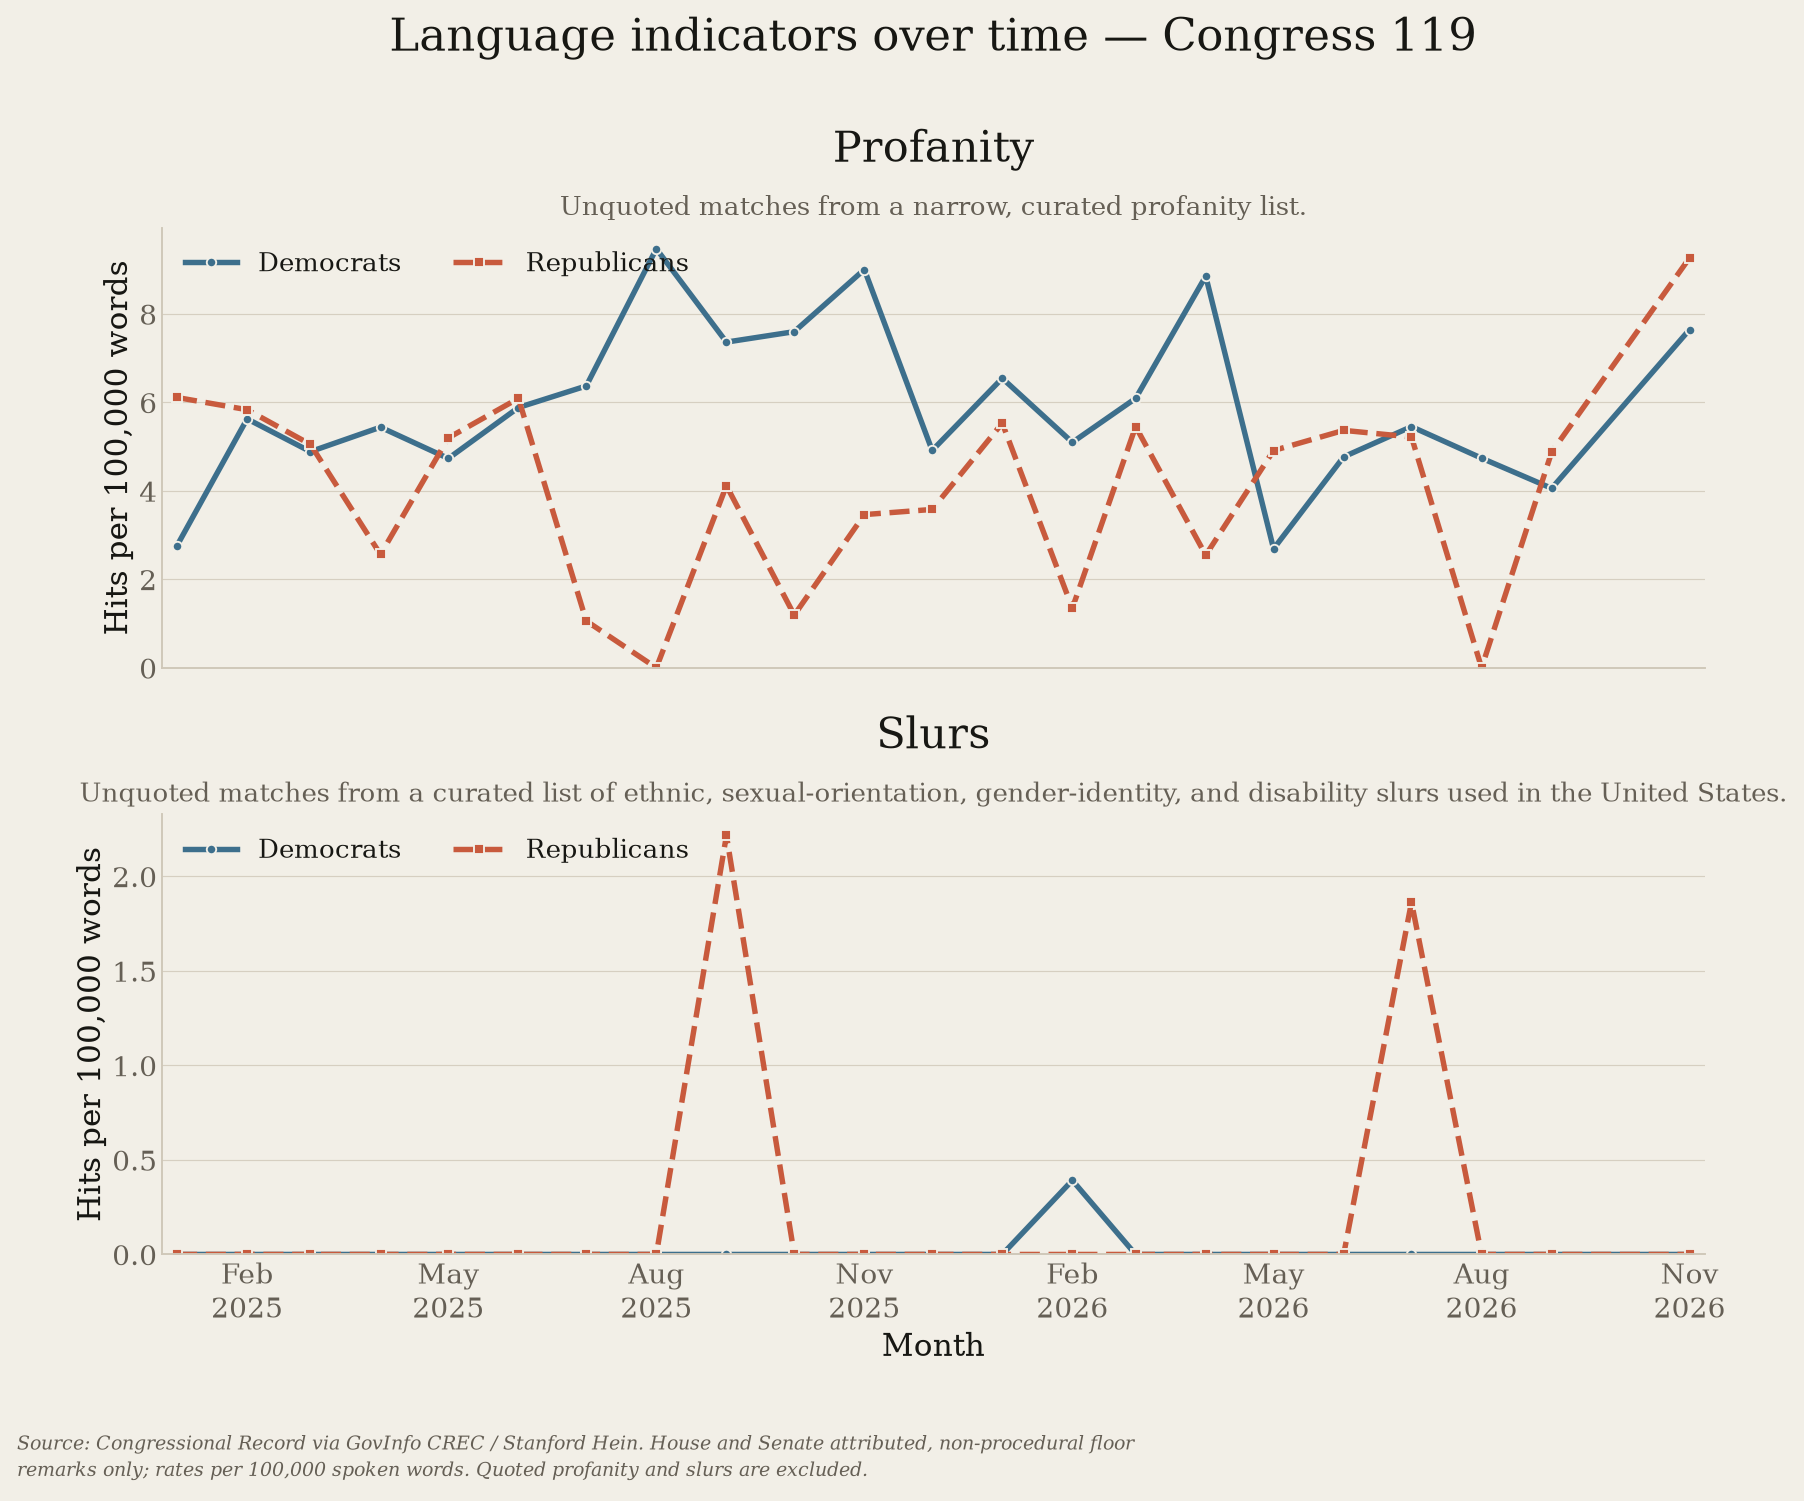 Language indicators over time — Congress 119
Profanity
Unquoted matches from a narrow, curated profanity list.
Democrats
Republicans
Hits per 100,000 words
8
6
4
2
0
Slurs
Unquoted matches from a curated list of ethnic, sexual-orientation, gender-identity, and disability slurs used in the United States.
Democrats
Republicans
Hits per 100,000 words
2.0
1.5
1.0
0.5
0.0
Feb May Aug Nov Feb May Aug Nov
2025 2025 2025 2025 2026 2026 2026 2026
Month
Source: Congressional Record via GovInfo CREC / Stanford Hein. House and Senate attributed, non-procedural floor
remarks only; rates per 100,000 spoken words. Quoted profanity and slurs are excluded.